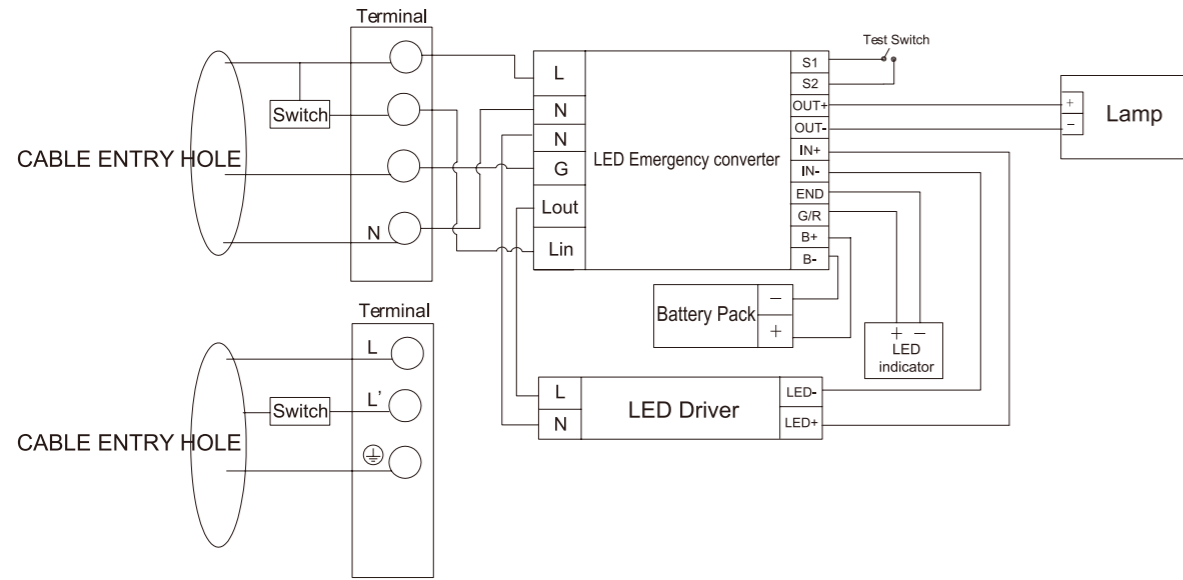 Terminal
Test Switch
S1
L
S2
Switch
N
OUT+
+
Lamp
N
OUT-
−
CABLE ENTRY HOLE
LED Emergency converter
IN+
G
IN-
END
Lout
G/R
N
B+
Lin
B-
Battery Pack
−
+
Terminal
+ −
LED
indicator
L
L
LED-
L'
LED Driver
Switch
N
LED+
CABLE ENTRY HOLE